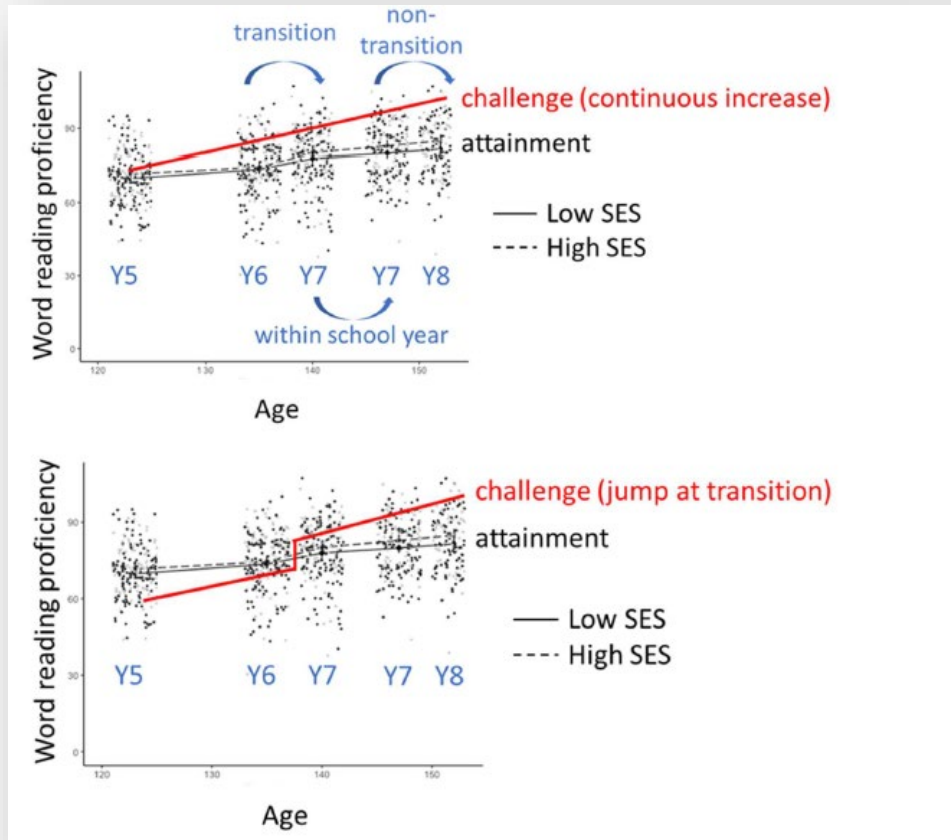 non-
transition
transition
challenge (continuous increase)
attainment
Low SES
High SES
Word reading proficiency
90
60
30
0
Y5 Y6 Y7 Y7 Y8
within school year
120 130 140 150
Age
challenge (jump at transition)
attainment
Low SES
High SES
Word reading proficiency
90
60
30
0
Y5 Y6 Y7 Y7 Y8
120 130 140 150
Age